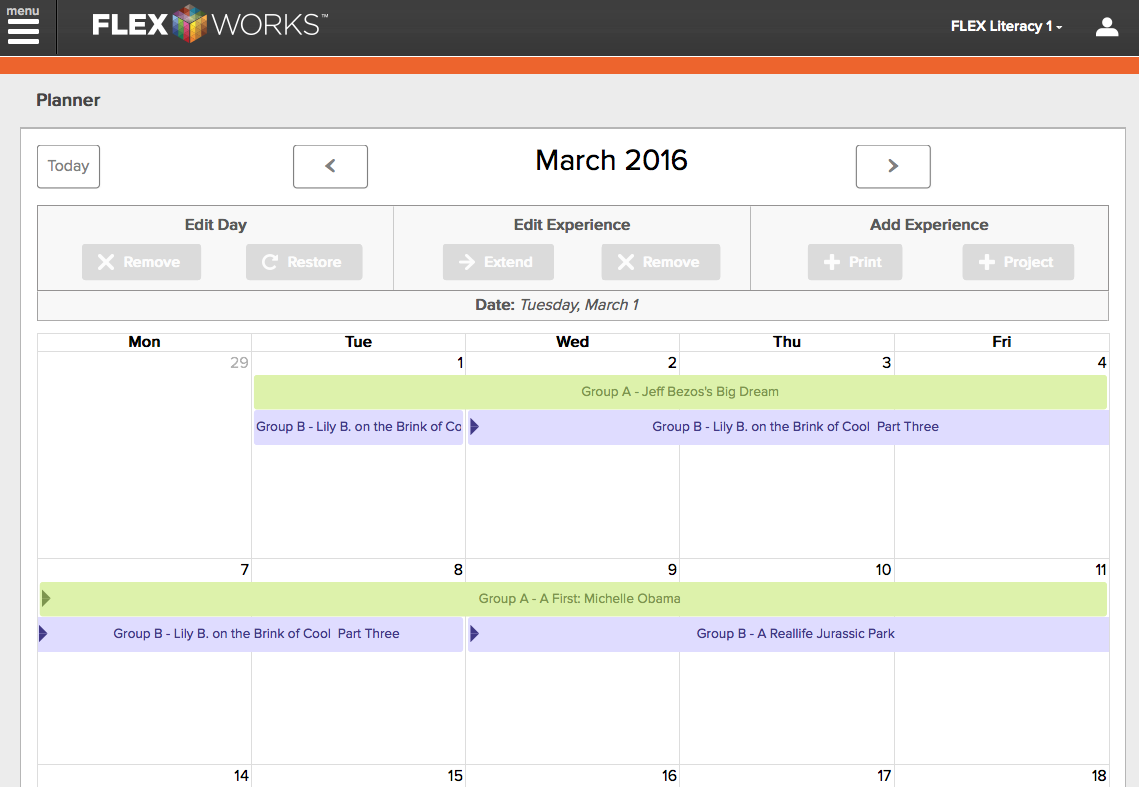 menu
FLEX WORKS™
FLEX Literacy 1
Planner
Today
March 2016
Edit Day Edit Experience Add Experience
Remove Restore Extend Remove Print Project
Date: Tuesday, March 1
Mon Tue Wed Thu Fri
29 1 2 3 4
Group A - Jeff Bezos's Big Dream
Group B - Lily B. on the Brink of Co Group B - Lily B. on the Brink of Cool Part Three
7 8 9 10 11
Group A - A First: Michelle Obama
Group B - Lily B. on the Brink of Cool Part Three Group B - A Reallife Jurassic Park
14 15 16 17 18